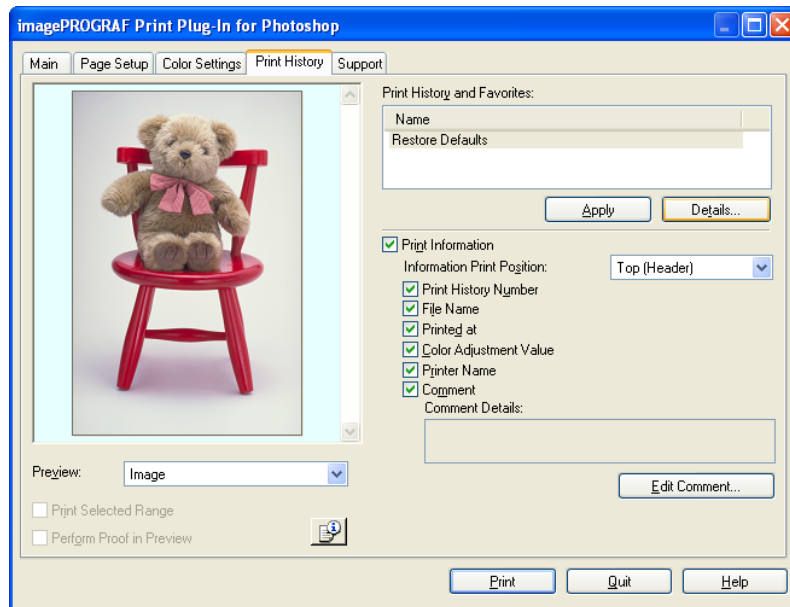 imagePROGRAF Print Plug-In for Photoshop
Main Page Setup Color Settings Print History Support
Print History and Favorites:
Name
Restore Defaults
Apply Details...
Print Information
Information Print Position: Top (Header)
Print History Number
File Name
Printed at
Color Adjustment Value
Printer Name
Comment
Comment Details:
Edit Comment...
Preview: Image
Print Selected Range
Perform Proof in Preview
Print Quit Help